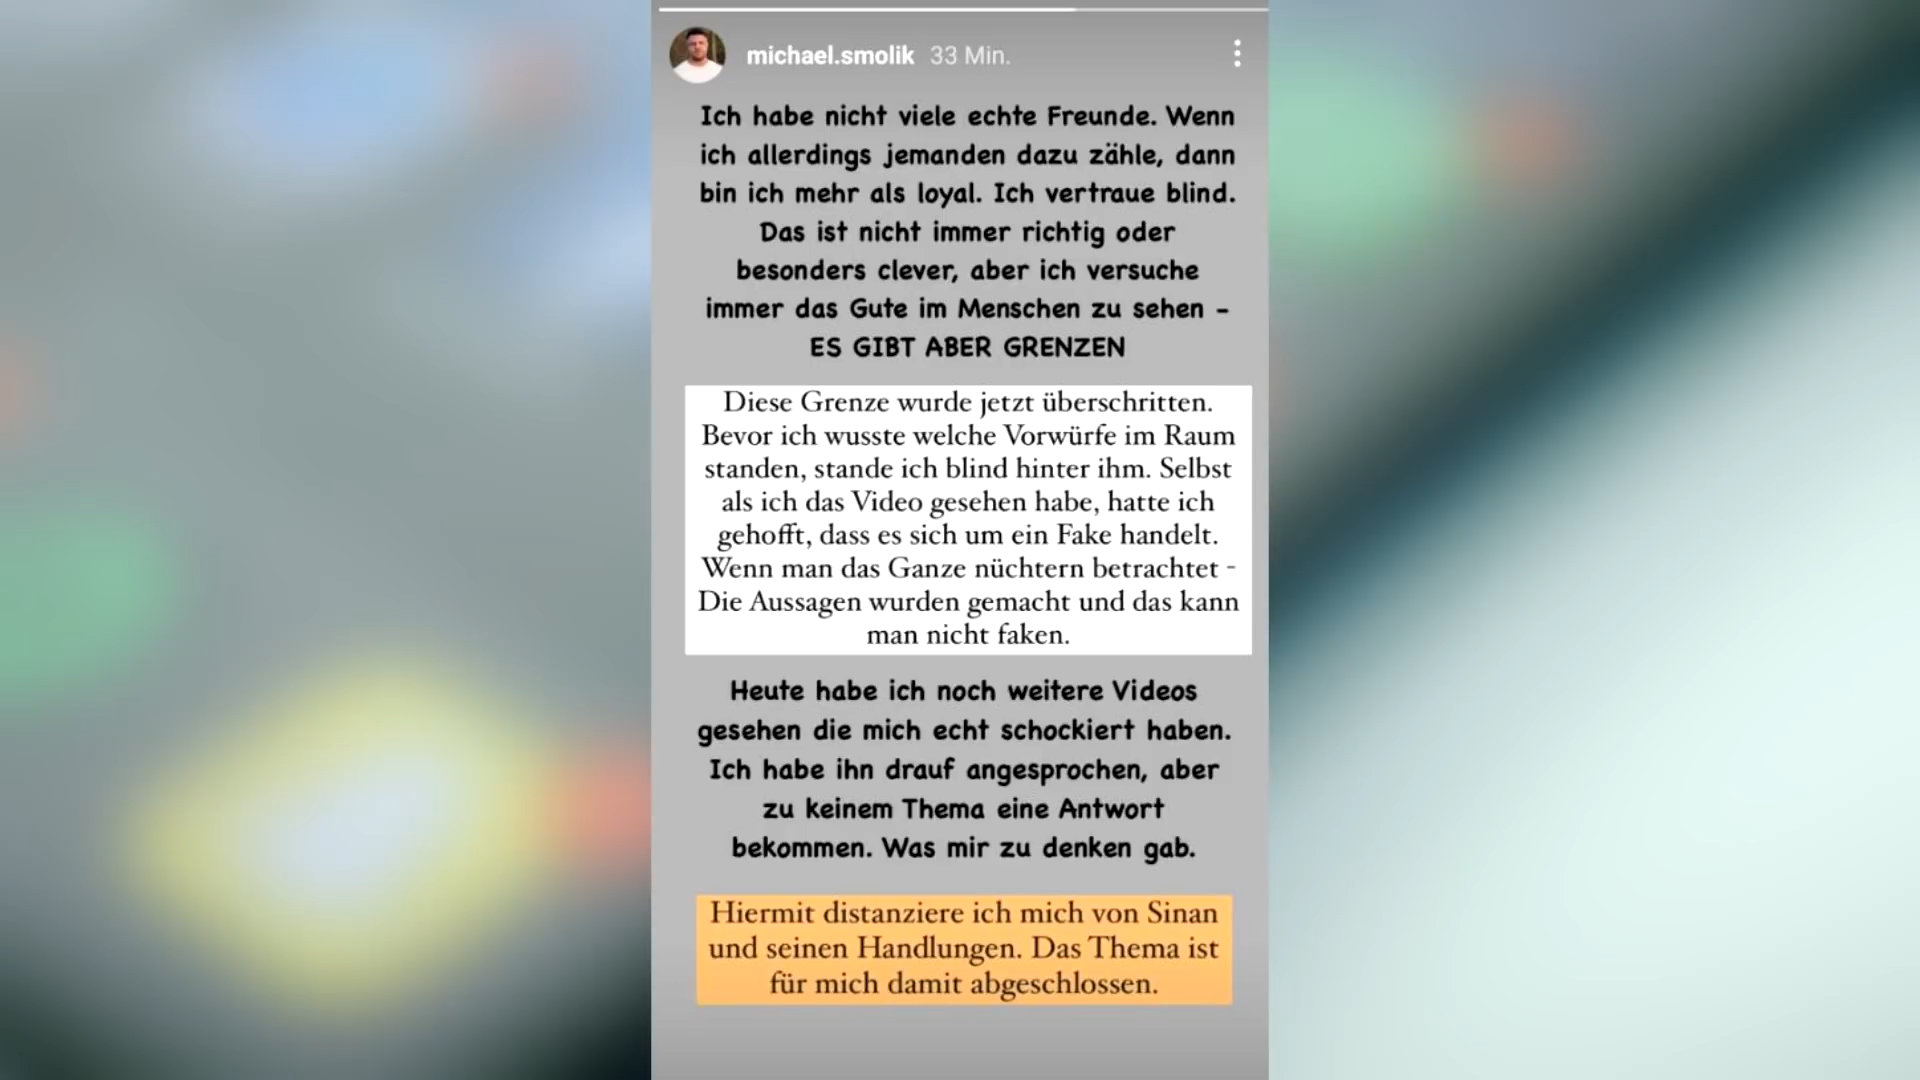 michael.smolik 33 Min.
Ich habe nicht viele echte Freunde. Wenn
ich allerdings jemanden dazu zähle, dann
bin ich mehr als loyal. Ich vertraue blind.
Das ist nicht immer richtig oder
besonders clever, aber ich versuche
immer das Gute im Menschen zu sehen -
ES GIBT ABER GRENZEN
Diese Grenze wurde jetzt überschritten.
Bevor ich wusste welche Vorwürfe im Raum
standen, stande ich blind hinter ihm. Selbst
als ich das Video gesehen habe, hatte ich
gehofft, dass es sich um ein Fake handelt.
Wenn man das Ganze nüchtern betrachtet -
Die Aussagen wurden gemacht und das kann
man nicht faken.
Heute habe ich noch weitere Videos
gesehen die mich echt schockiert haben.
Ich habe ihn drauf angesprochen, aber
zu keinem Thema eine Antwort
bekommen. Was mir zu denken gab.
Hiermit distanziere ich mich von Sinan
und seinen Handlungen. Das Thema ist
für mich damit abgeschlossen.